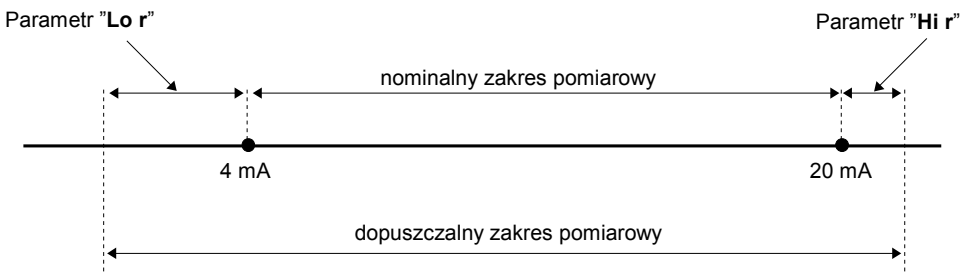 Parametr ”Lo r”
Parametr ”Hi r”
nominalny zakres pomiarowy
4 mA
20 mA
dopuszczalny zakres pomiarowy